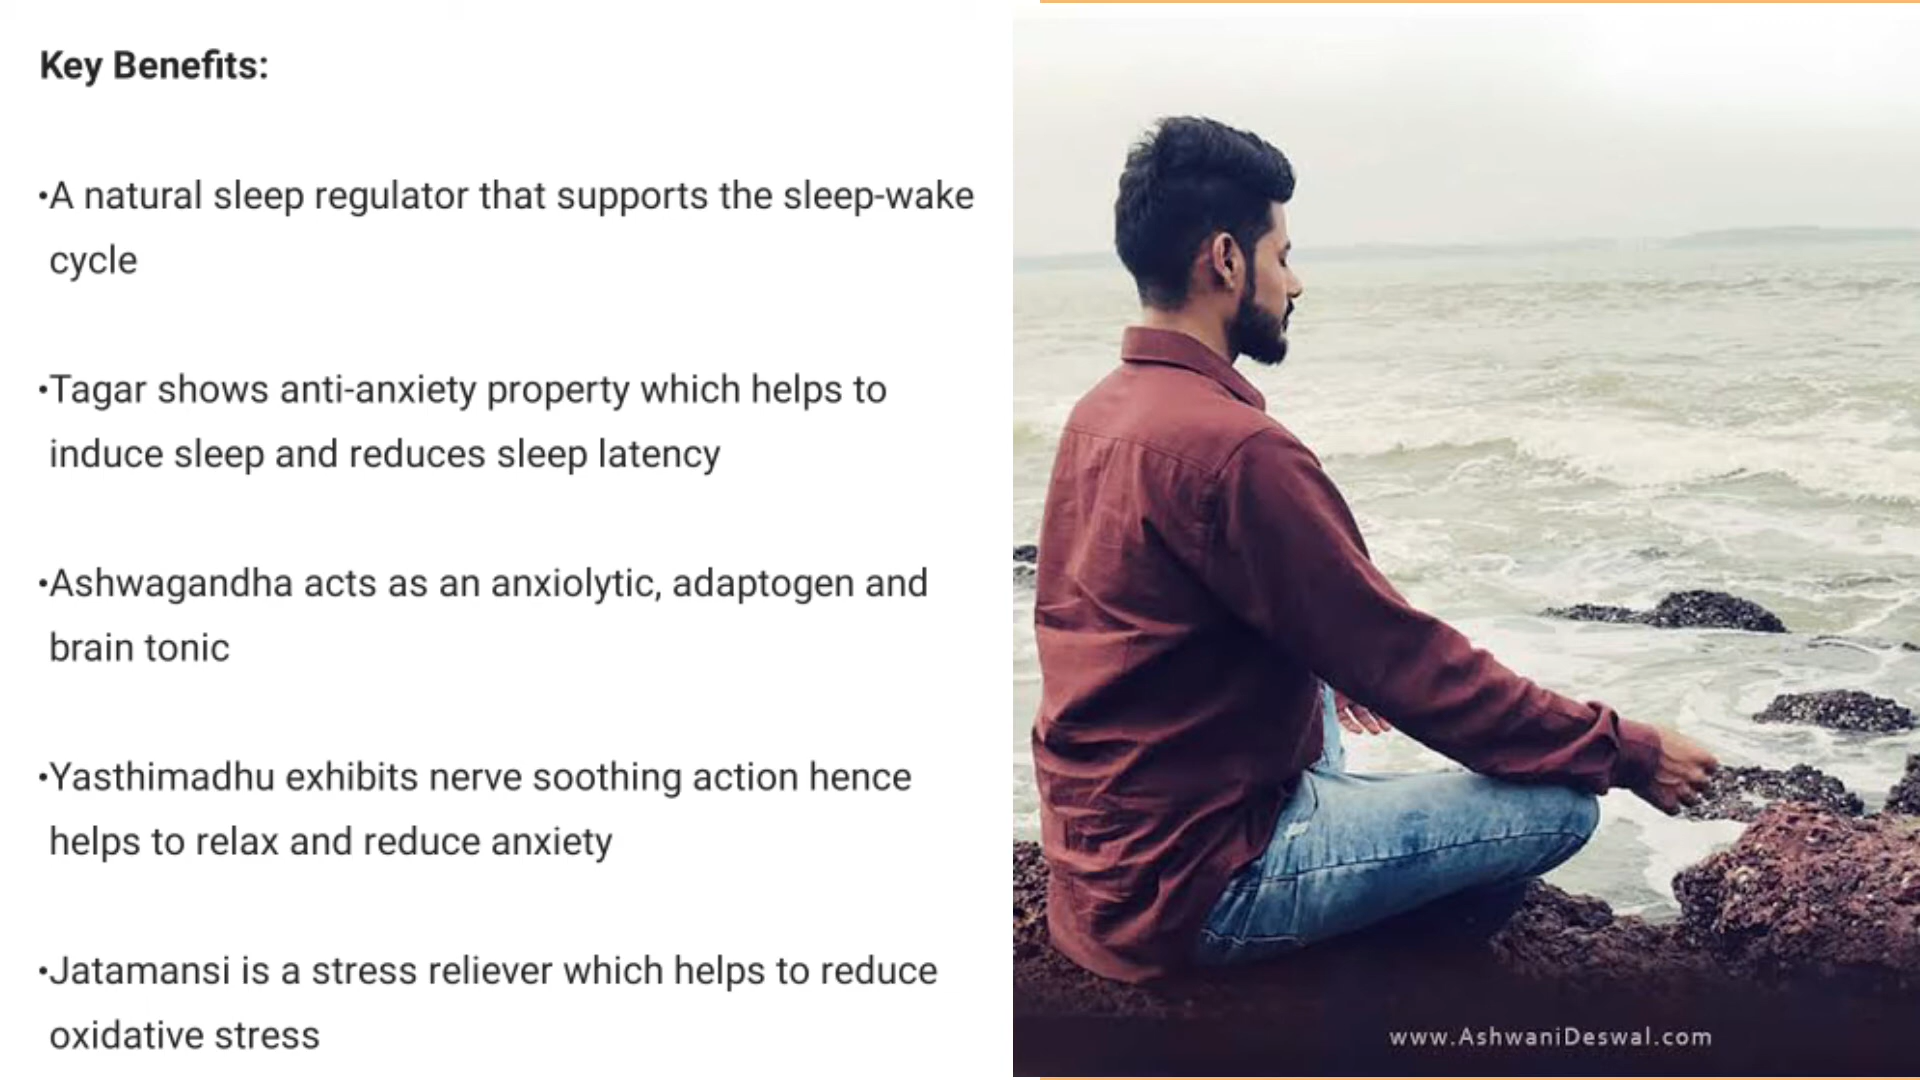 Key Benefits:
•A natural sleep regulator that supports the sleep-wake
cycle
•Tagar shows anti-anxiety property which helps to
induce sleep and reduces sleep latency
•Ashwagandha acts as an anxiolytic, adaptogen and
brain tonic
•Yasthimadhu exhibits nerve soothing action hence
helps to relax and reduce anxiety
•Jatamansi is a stress reliever which helps to reduce
oxidative stress
www.AshwaniDeswal.com